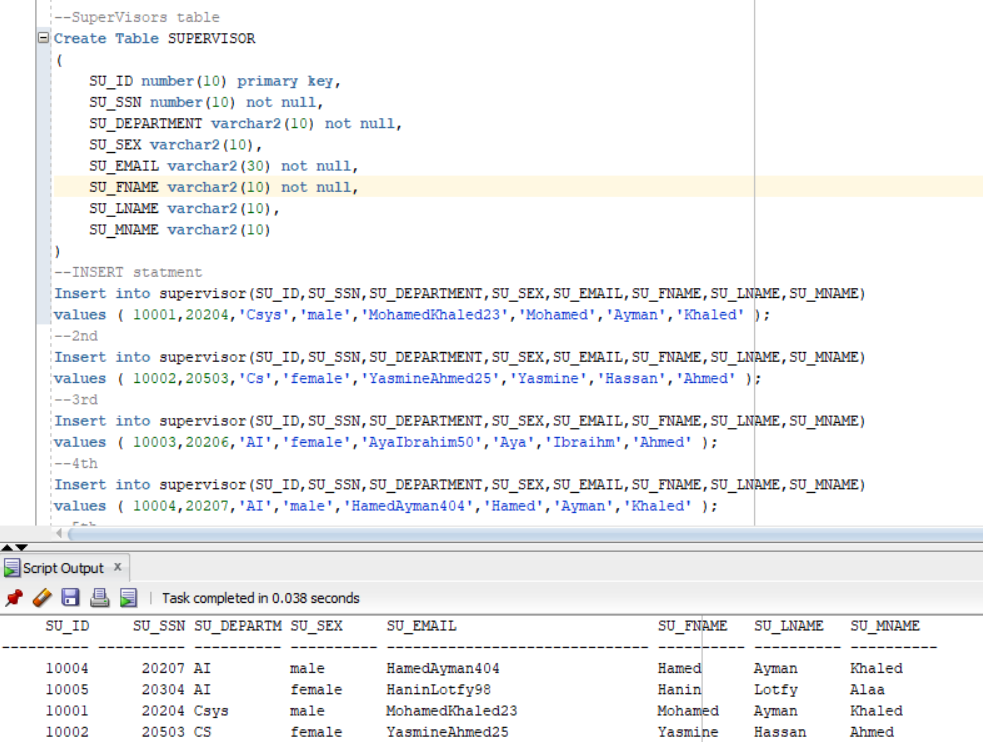 --SuperVisors table
Create Table SUPERVISOR
(
SU_ID number(10) primary key,
SU_SSN number(10) not null,
SU_DEPARTMENT varchar2(10) not null,
SU_SEX varchar2(10),
SU_EMAIL varchar2(30) not null,
SU_FNAME varchar2(10) not null,
SU_LNAME varchar2(10),
SU_MNAME varchar2(10)
)
--INSERT statment
Insert into supervisor(SU_ID,SU_SSN,SU_DEPARTMENT,SU_SEX,SU_EMAIL,SU_FNAME,SU_LNAME,SU_MNAME)
values ( 10001,20204,'Csys','male','MohamedKhaled23','Mohamed','Ayman','Khaled' );
--2nd
Insert into supervisor(SU_ID,SU_SSN,SU_DEPARTMENT,SU_SEX,SU_EMAIL,SU_FNAME,SU_LNAME,SU_MNAME)
values ( 10002,20503,'Cs','female','YasmineAhmed25','Yasmine','Hassan','Ahmed' );
--3rd
Insert into supervisor(SU_ID,SU_SSN,SU_DEPARTMENT,SU_SEX,SU_EMAIL,SU_FNAME,SU_LNAME,SU_MNAME)
values ( 10003,20206,'AI','female','AyaIbrahim50','Aya','Ibraihm','Ahmed' );
--4th
Insert into supervisor(SU_ID,SU_SSN,SU_DEPARTMENT,SU_SEX,SU_EMAIL,SU_FNAME,SU_LNAME,SU_MNAME)
values ( 10004,20207,'AI','male','HamedAyman404','Hamed','Ayman','Khaled' );
--5th
Script Output x
Task completed in 0.038 seconds
SU_ID SU_SSN SU_DEPARTM SU_SEX SU_EMAIL SU_FNAME SU_LNAME SU_MNAME
---------- ---------- ---------- ---------- ------------------------------ ---------- ---------- ----------
10004 20207 AI male HamedAyman404 Hamed Ayman Khaled
10005 20304 AI female HaninLotfy98 Hanin Lotfy Alaa
10001 20204 Csys male MohamedKhaled23 Mohamed Ayman Khaled
10002 20503 CS female YasmineAhmed25 Yasmine Hassan Ahmed